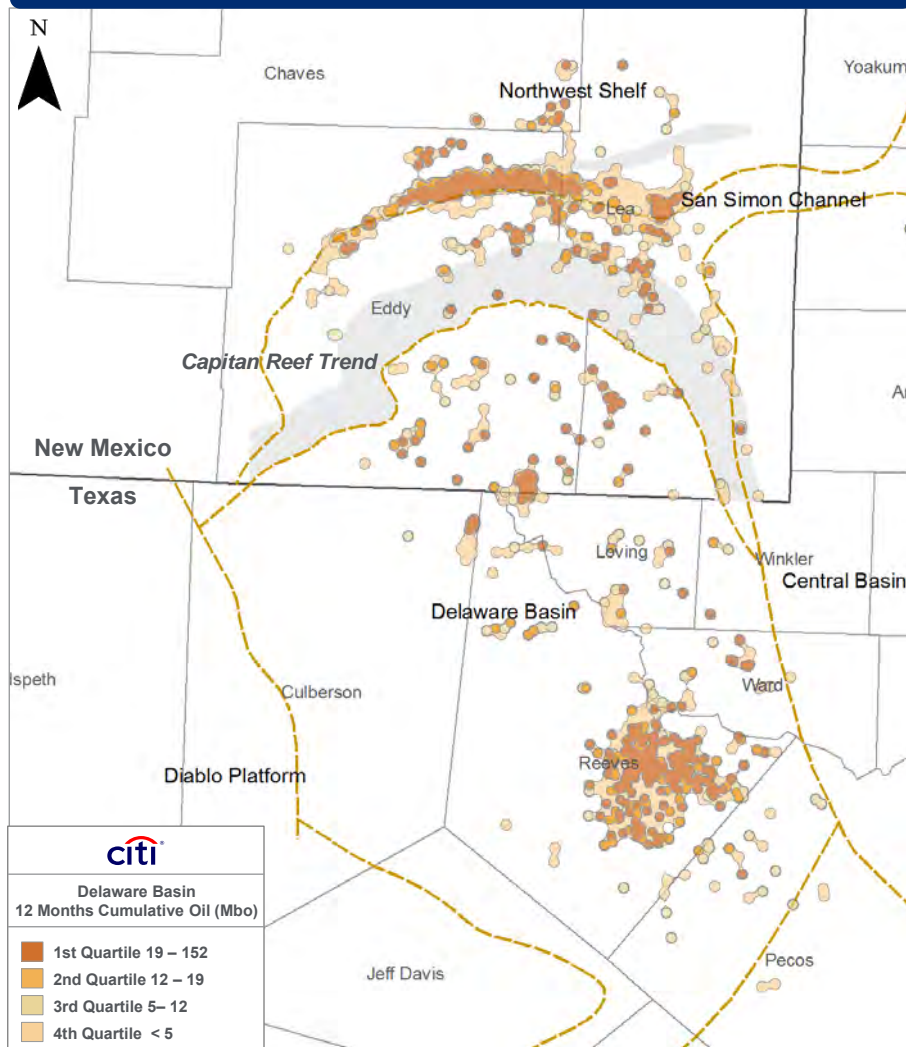 N
Chaves
Yoakum
Northwest Shelf
Lea
San Simon Channel
Eddy
Capitan Reef Trend
New Mexico
Texas
Loving
Winkler
Central Basin
Delaware Basin
lspeth
Culberson
Ward
Reeves
Diablo Platform
citi
Delaware Basin
12 Months Cumulative Oil (Mbo)
1st Quartile 19 – 152
2nd Quartile 12 – 19
3rd Quartile 5– 12
4th Quartile < 5
Jeff Davis
Pecos